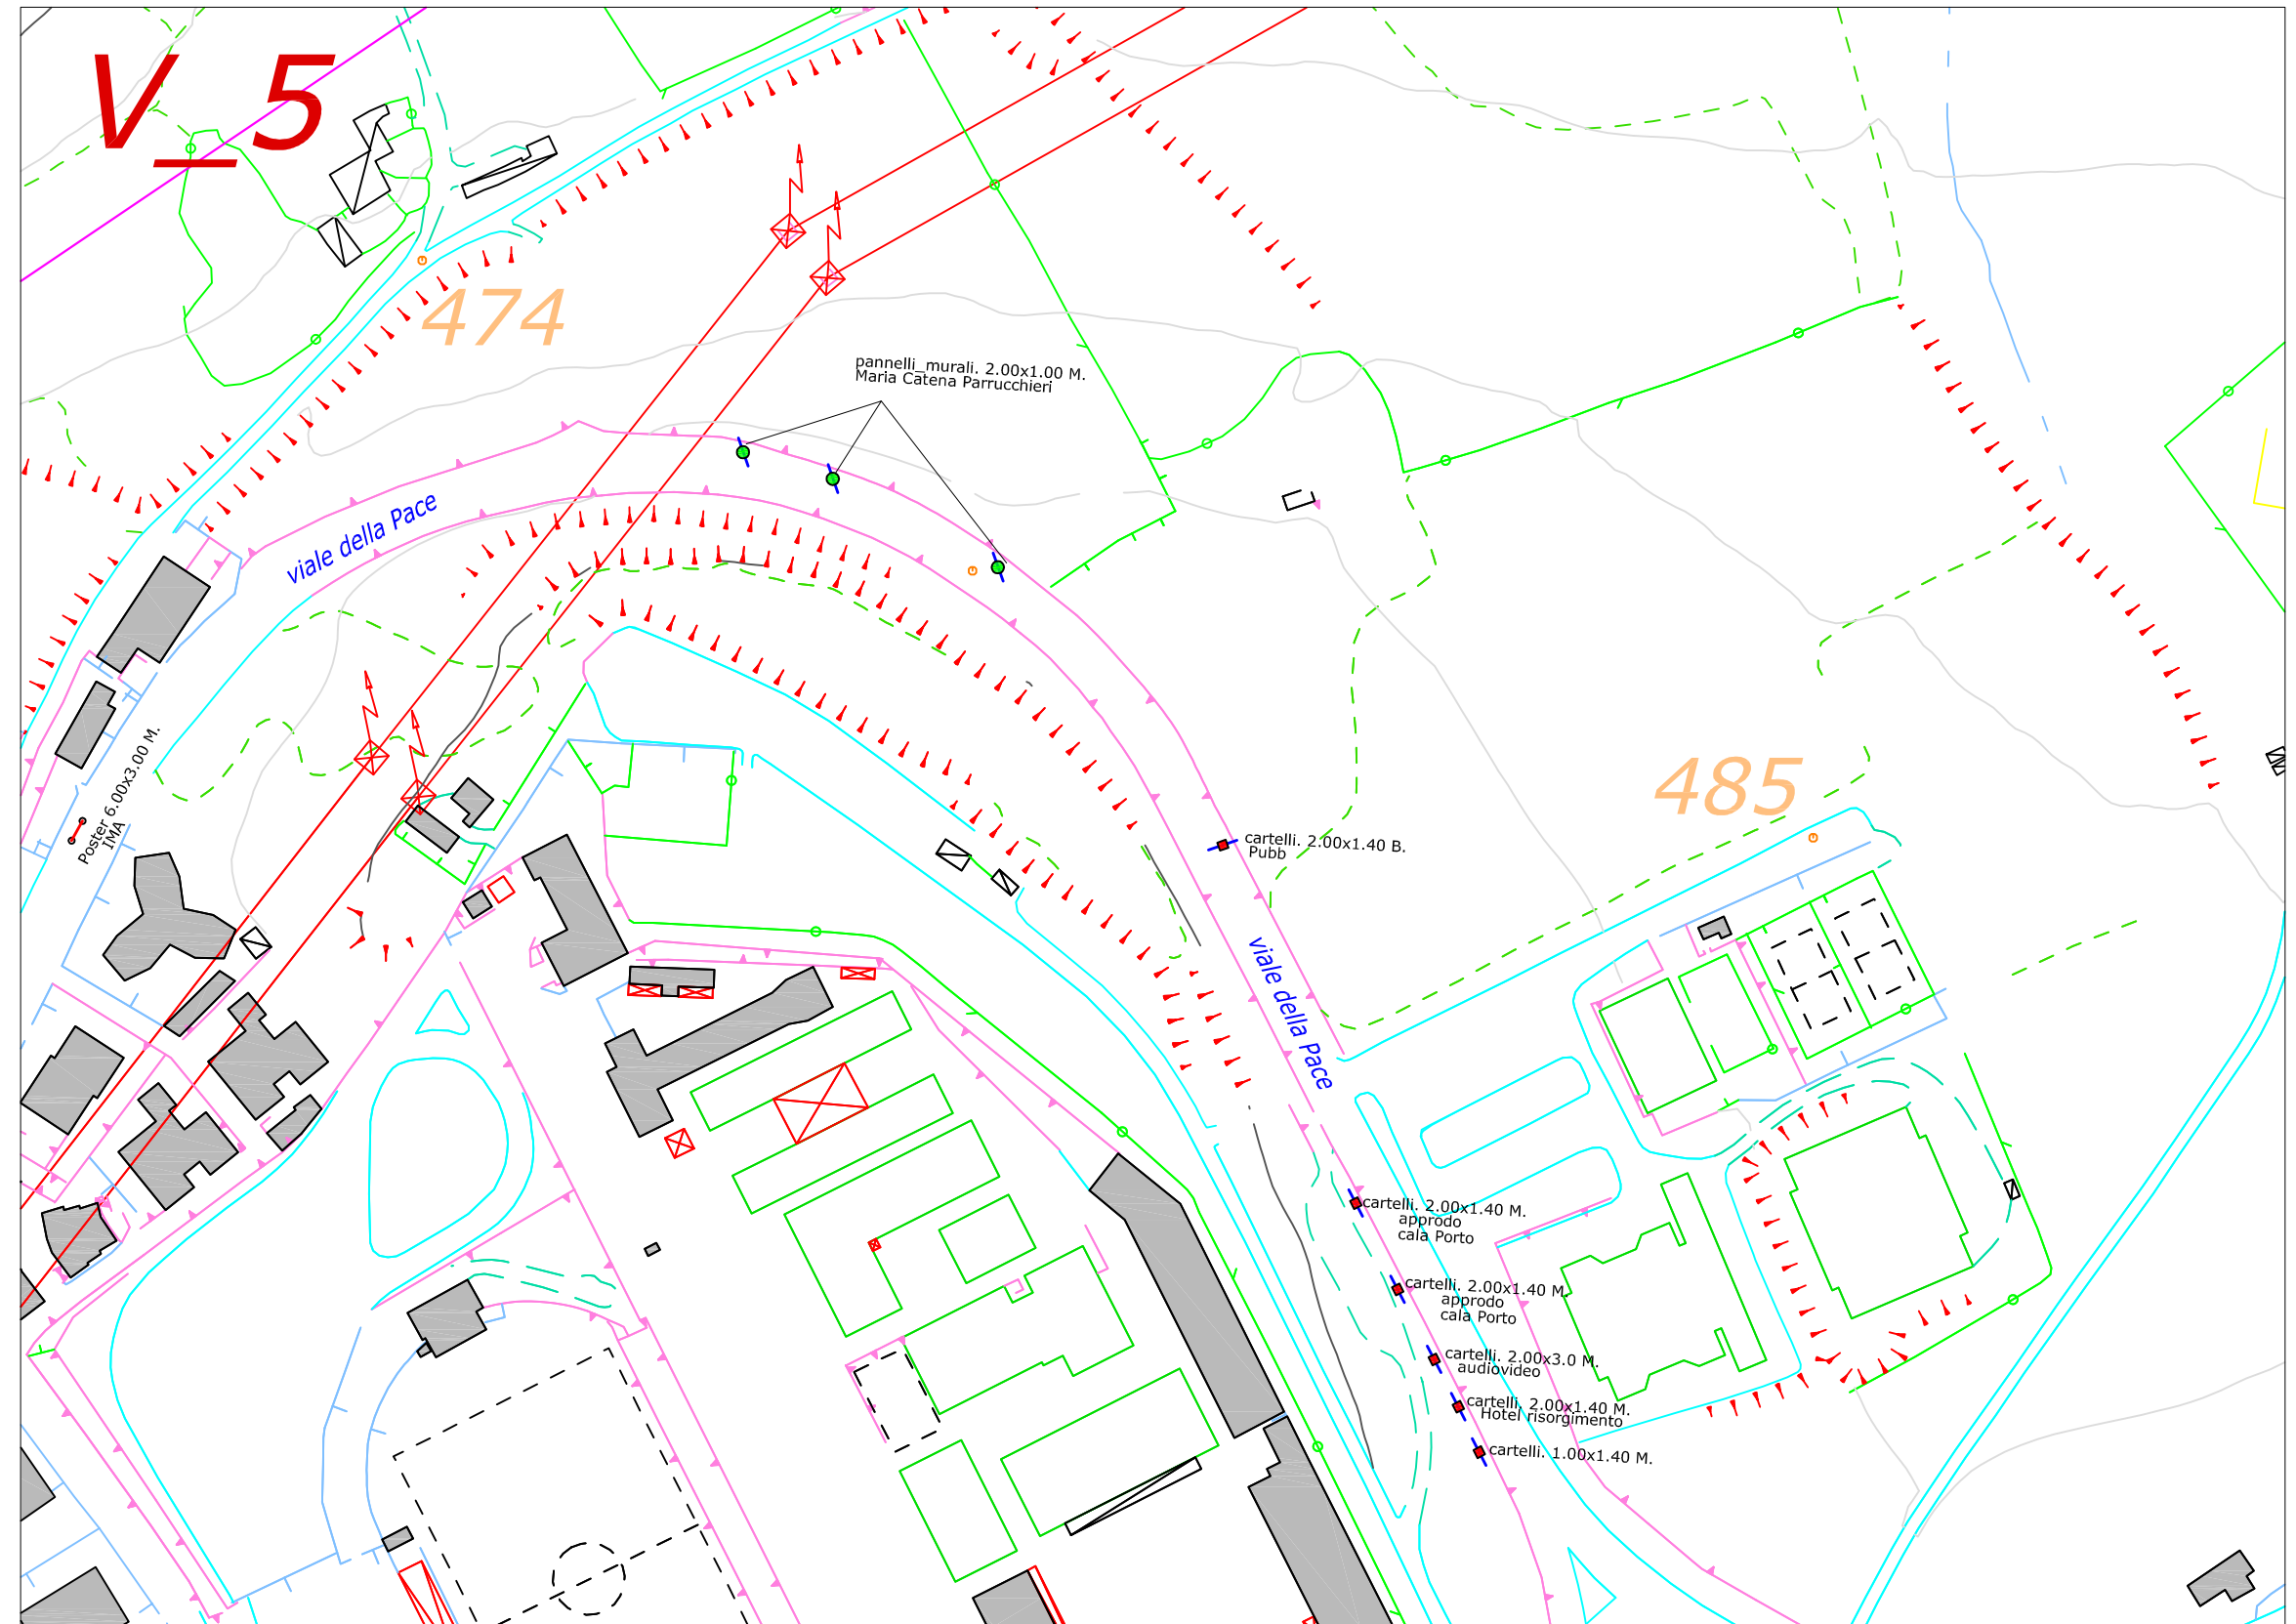 V_5
474
pannelli_murali. 2.00x1.00 M.
Maria Catena Parrucchieri
viale della Pace
Poster 6.00x3.00 M.
IMA
485
cartelli. 2.00x1.40 B.
Pubb
viale della Pace
cartelli. 2.00x1.40 M.
approdo
cala Porto
cartelli. 2.00x1.40 M.
approdo
cala Porto
cartelli. 2.00x3.0 M.
audiovideo
cartelli. 2.00x1.40 M.
Hotel risorgimento
cartelli. 1.00x1.40 M.